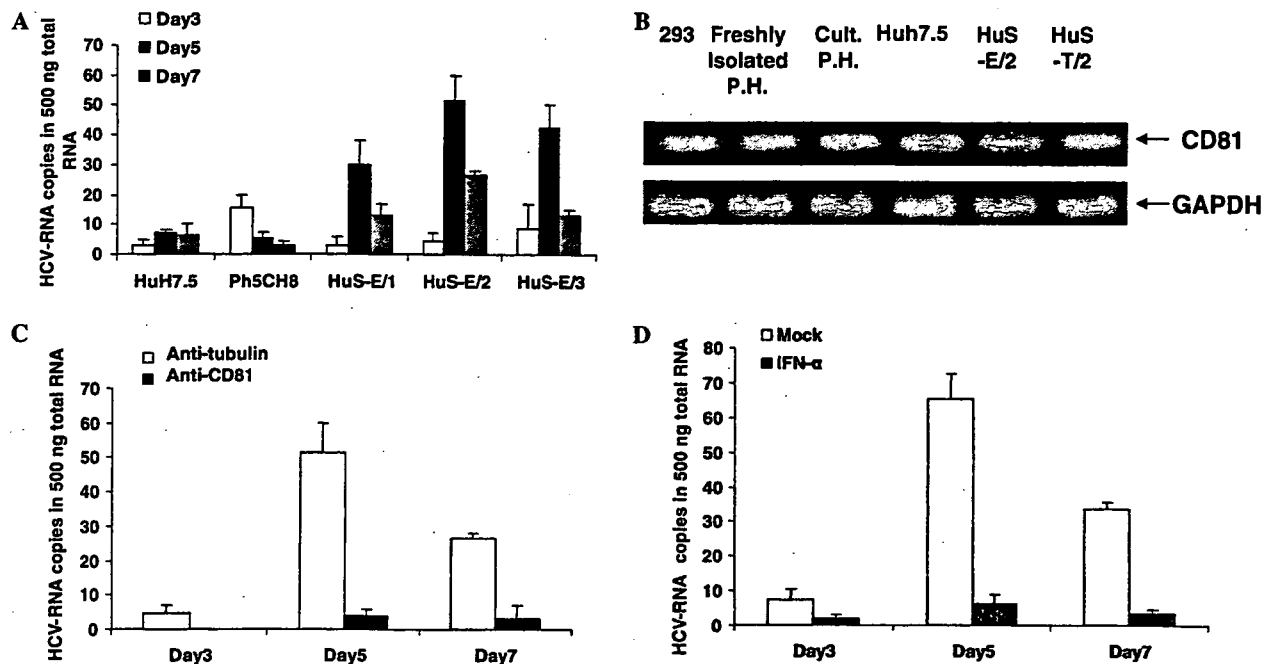 A
Day3
Day5
Day7
HCV-RNA copies in 500 ng total
RNA
70
60
50
40
30
20
10
0
HuH7.5
Ph5CH8
HuS-E/1
HuS-E/2
HuS-E/3
B
293 Freshly Isolated P.H. Cult. P.H. Huh7.5 HuS -E/2 HuS -T/2
CD81
GAPDH
C
Anti-tubulin
Anti-CD81
HCV-RNA copies in 500 ng total RNA
70
60
50
40
30
20
10
0
Day3
Day5
Day7
D
Mock
IFN-α
HCV-RNA copies in 500 ng total RNA
80
70
60
50
40
30
20
10
0
Day3
Day5
Day7